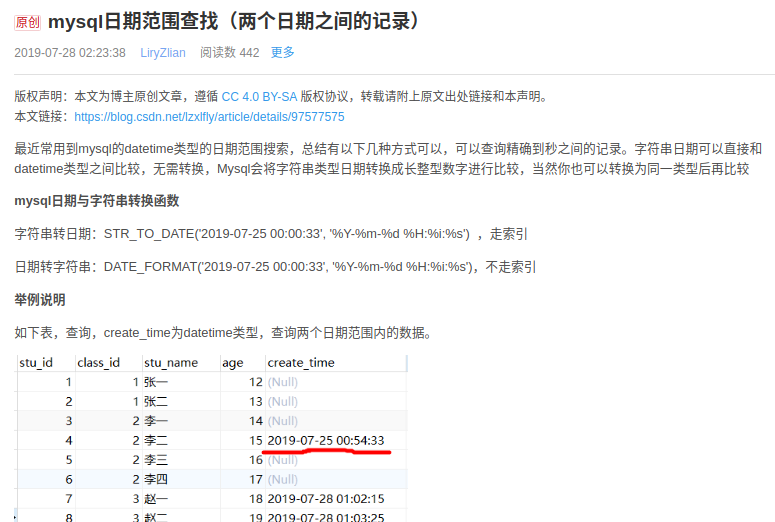 原创 mysql日期范围查找（两个日期之间的记录）
2019-07-28 02:23:38 LiryZlian 阅读数 442 更多
版权声明：本文为博主原创文章，遵循 CC 4.0 BY-SA 版权协议，转载请附上原文出处链接和本声明。
本文链接：https://blog.csdn.net/lzxlfly/article/details/97577575
最近常用到mysql的datetime类型的日期范围搜索，总结有以下几种方式可以，可以查询精确到秒之间的记录。字符串日期可以直接和
datetime类型之间比较，无需转换，Mysql会将字符串类型日期转换成长整型数字进行比较，当然你也可以转换为同一类型后再比较
mysql日期与字符串转换函数
字符串转日期：STR_TO_DATE('2019-07-25 00:00:33', '%Y-%m-%d %H:%i:%s') ，走索引
日期转字符串：DATE_FORMAT('2019-07-25 00:00:33', '%Y-%m-%d %H:%i:%s')，不走索引
举例说明
如下表，查询，create_time为datetime类型，查询两个日期范围内的数据。
stu_id class_id stu_name age create_time
1 1 张一 12 (Null)
2 1 张二 13 (Null)
3 2 李一 14 (Null)
4 2 李二 15 2019-07-25 00:54:33
5 2 李三 16 (Null)
6 2 李四 17 (Null)
7 3 赵一 18 2019-07-28 01:02:15
8 3 赵二 19 2019-07-28 01:03:25